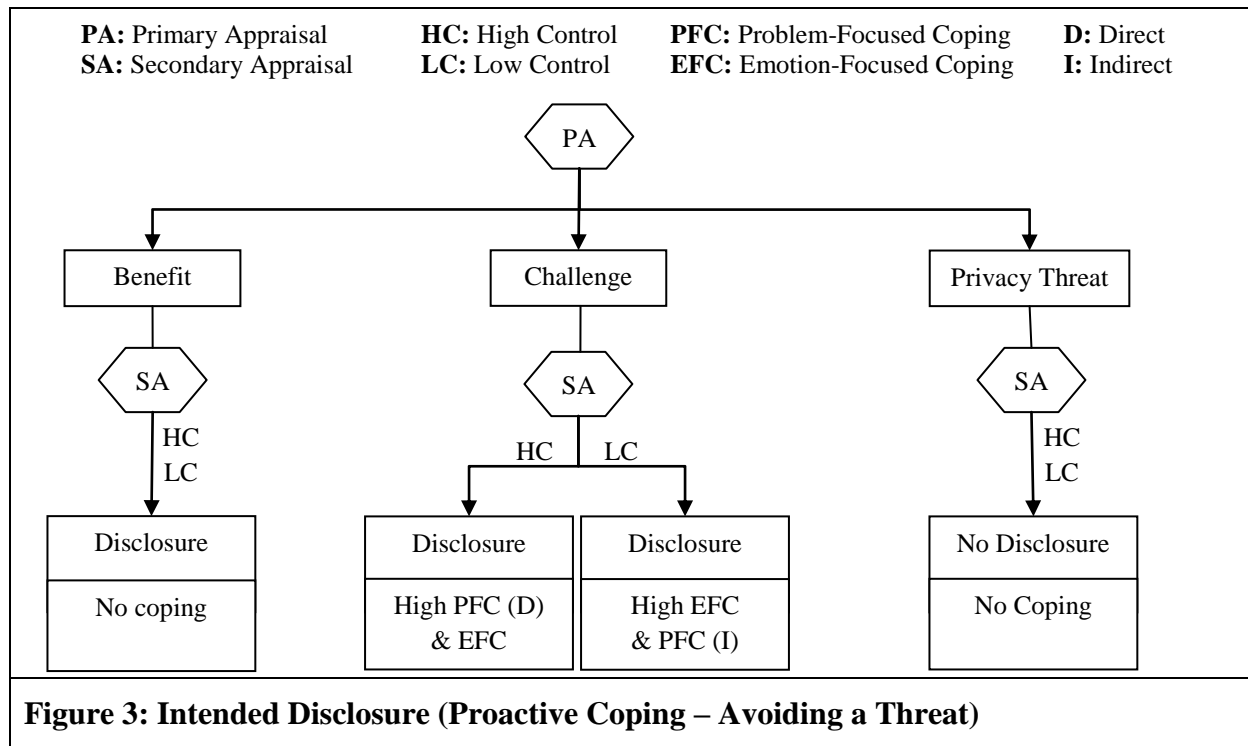 PA: Primary Appraisal HC: High Control PFC: Problem-Focused Coping D: Direct
SA: Secondary Appraisal LC: Low Control EFC: Emotion-Focused Coping I: Indirect
PA
Benefit Challenge Privacy Threat
SA SA SA
HC HC LC HC
LC LC
Disclosure Disclosure Disclosure No Disclosure
No coping High PFC (D) High EFC No Coping
& EFC & PFC (I)
Figure 3: Intended Disclosure (Proactive Coping – Avoiding a Threat)